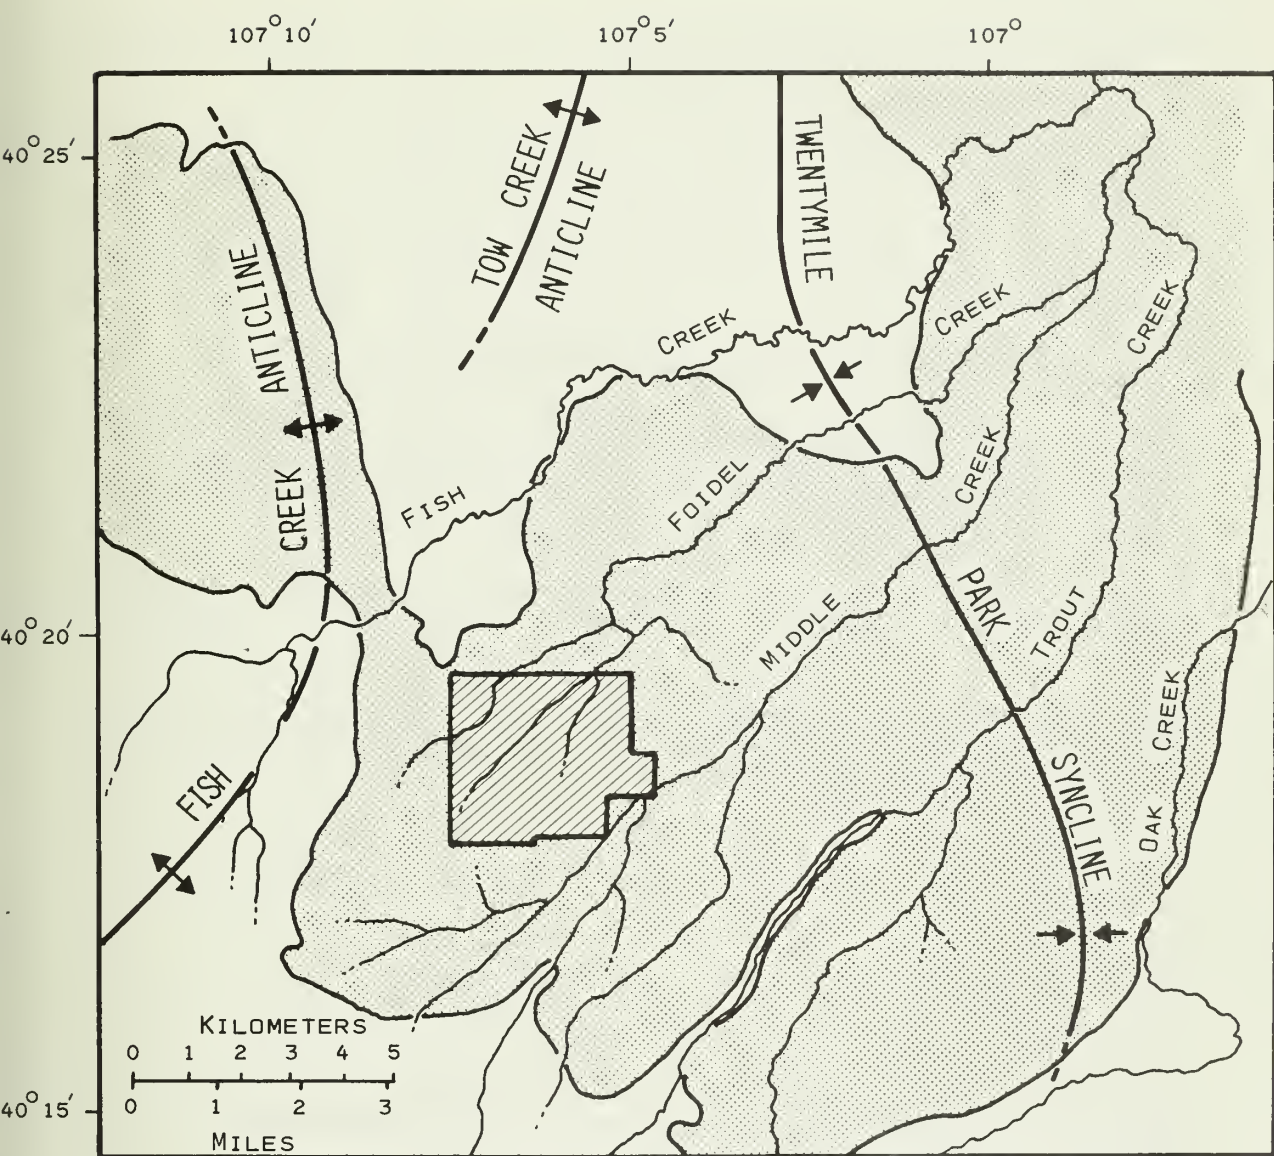 107°10′
107°5′
107°
40°25′
TOW CREEK
ANTICLINE
TWENTYMILE
CREEK
CREEK
CREEK
ANTICLINE
CREEK
FISH
FOIDEL
CREEK
PARK
MIDDLE
TROUT
40°20′
CREEK
FISH
SYNCLINE
OAK
KILOMETERS
0 1 2 3 4 5
0 1 2 3
40°15′
MILES